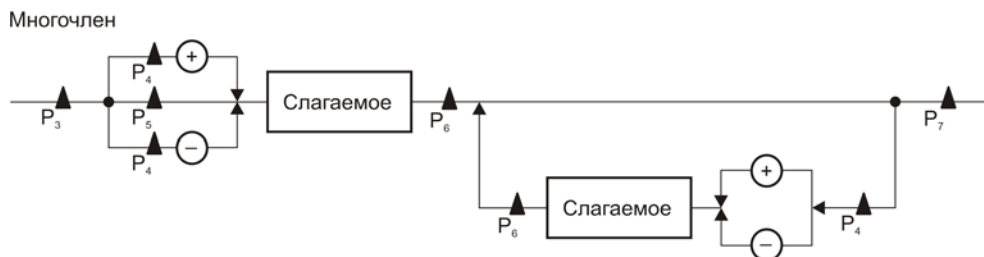 Многочлен
P₄ +
P₃ P₅ Слагаемое P₆ P₇
P₄ −
P₆ Слагаемое + P₄
−